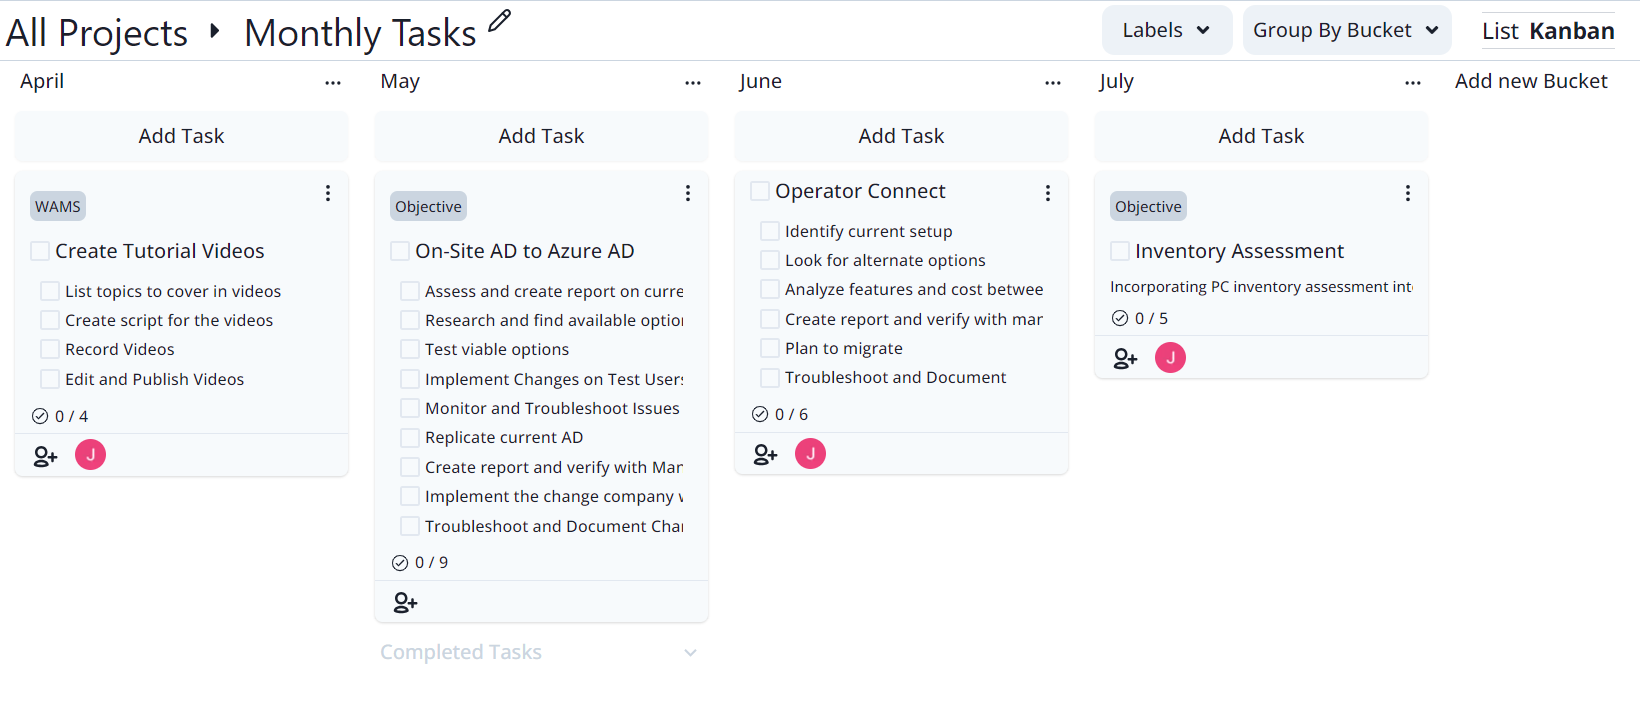 All Projects Monthly Tasks
Labels
Group By Bucket
List Kanban
April
Add Task
WAMS
Create Tutorial Videos
List topics to cover in videos
Create script for the videos
Record Videos
Edit and Publish Videos
0 / 4
J
May
Add Task
Objective
On-Site AD to Azure AD
Assess and create report on curre
Research and find available option
Test viable options
Implement Changes on Test Users
Monitor and Troubleshoot Issues
Replicate current AD
Create report and verify with Man
Implement the change company w
Troubleshoot and Document Chan
0 / 9
Completed Tasks
June
Add Task
Operator Connect
Identify current setup
Look for alternate options
Analyze features and cost betwee
Create report and verify with mar
Plan to migrate
Troubleshoot and Document
0 / 6
J
July
Add Task
Objective
Inventory Assessment
Incorporating PC inventory assessment int
0 / 5
J
Add new Bucket